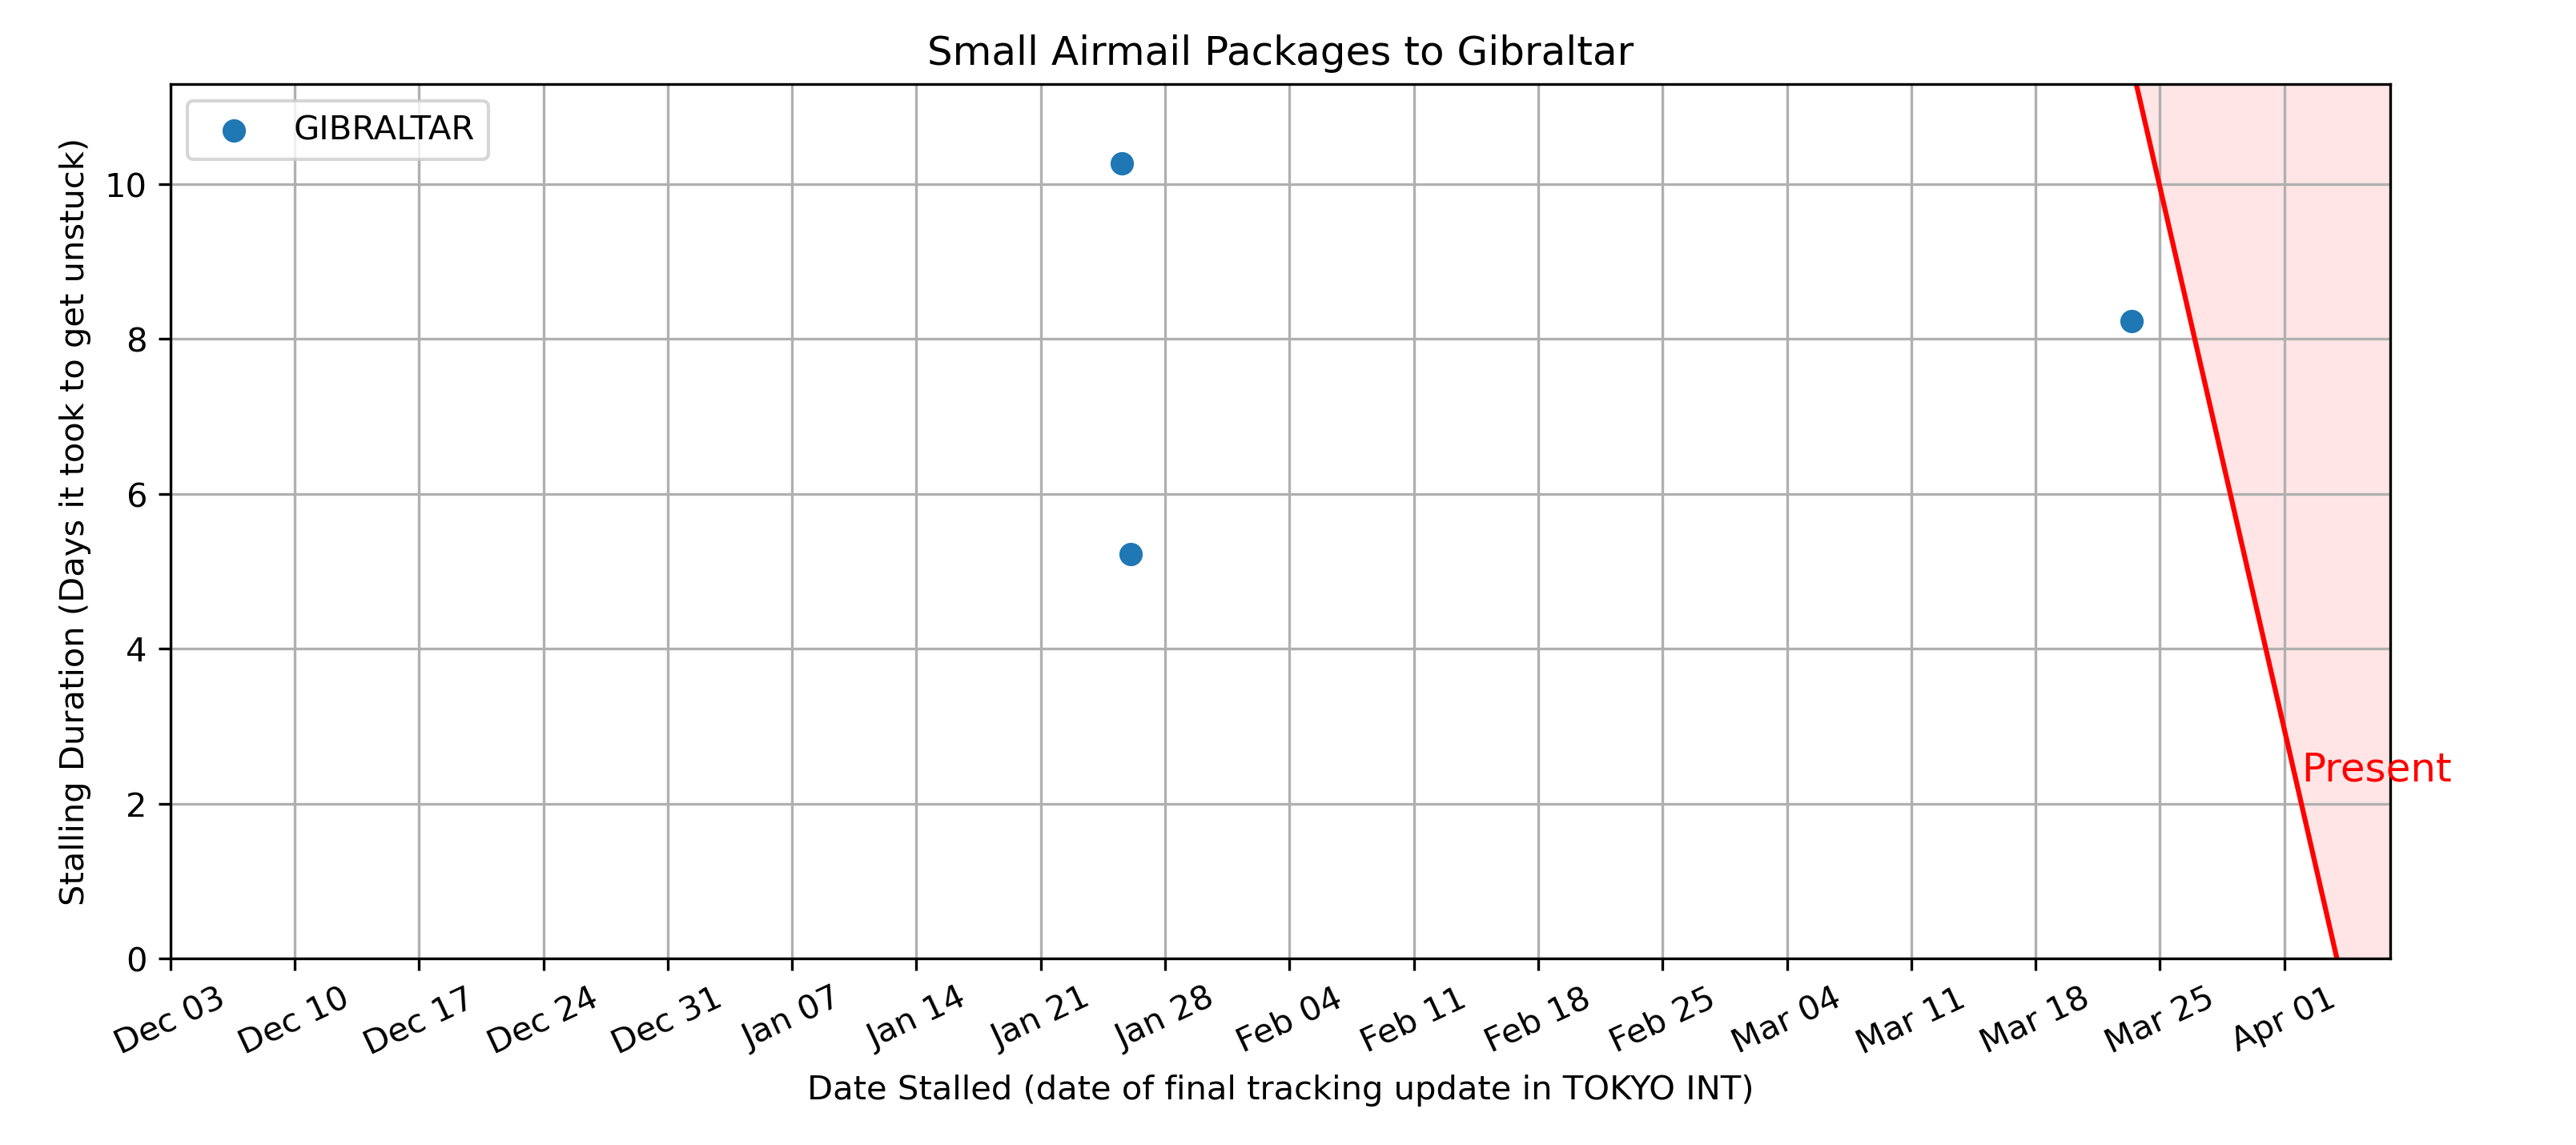 Small Airmail Packages to Gibraltar
GIBRALTAR
Stalling Duration (Days it took to get unstuck)
10
8
6
4
2
0
Present
Dec 03
Dec 10
Dec 17
Dec 24
Dec 31
Jan 07
Jan 14
Jan 21
Jan 28
Feb 04
Feb 11
Feb 18
Feb 25
Mar 04
Mar 11
Mar 18
Mar 25
Apr 01
Date Stalled (date of final tracking update in TOKYO INT)